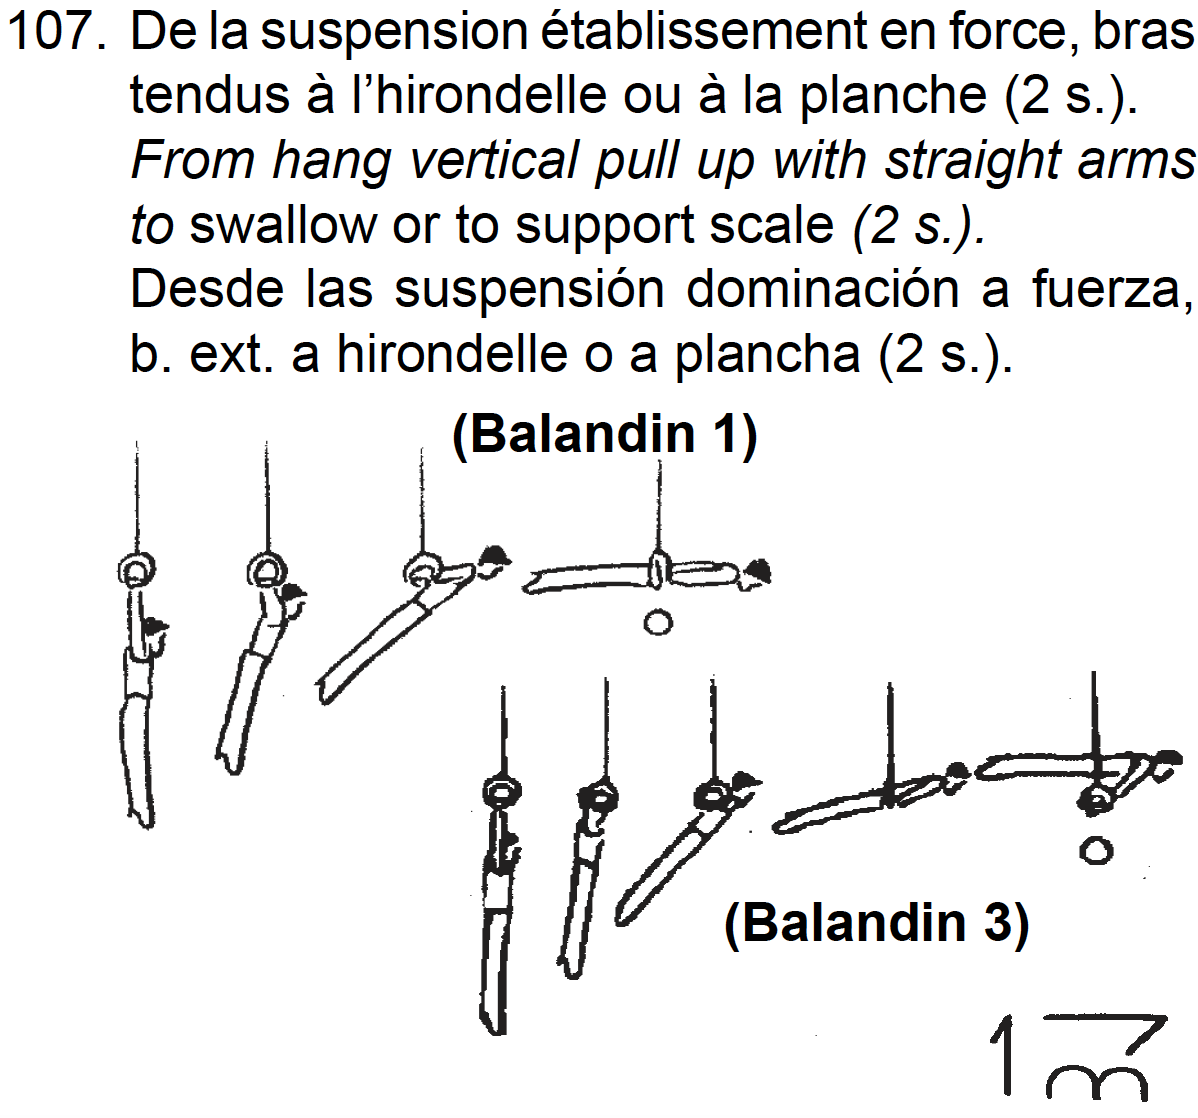 107. De la suspension établissement en force, bras
tendus à l’hirondelle ou à la planche (2 s.).
From hang vertical pull up with straight arms
to swallow or to support scale (2 s.).
Desde las suspensión dominación a fuerza,
b. ext. a hirondelle o a plancha (2 s.).
(Balandin 1)
(Balandin 3)